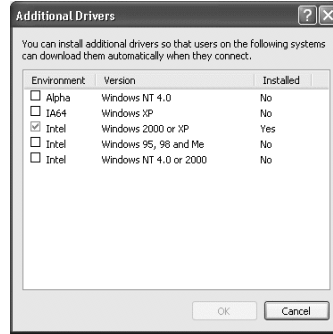 Additional Drivers
You can install additional drivers so that users on the following systems
can download them automatically when they connect.
Environment Version Installed
Alpha Windows NT 4.0 No
IA64 Windows XP No
Intel Windows 2000 or XP Yes
Intel Windows 95, 98 and Me No
Intel Windows NT 4.0 or 2000 No
OK Cancel